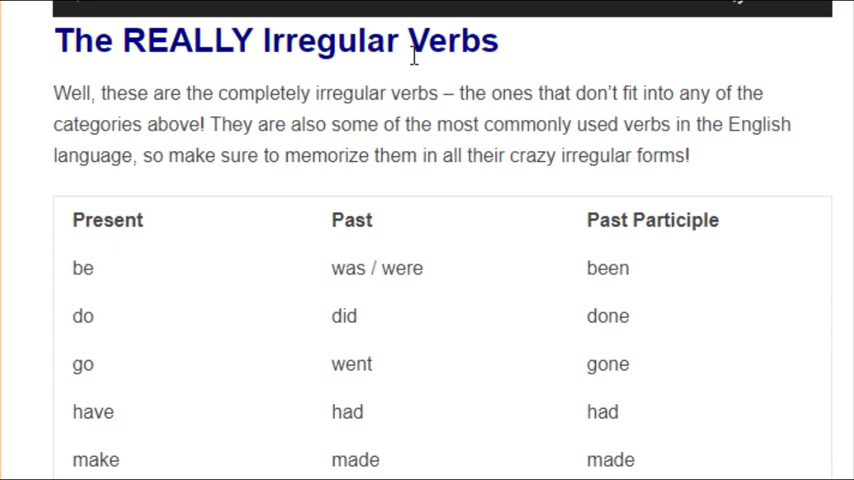 The REALLY Irregular Verbs
Well, these are the completely irregular verbs – the ones that don’t fit into any of the
categories above! They are also some of the most commonly used verbs in the English
language, so make sure to memorize them in all their crazy irregular forms!
Present Past Past Participle
be was / were been
do did done
go went gone
have had had
make made made